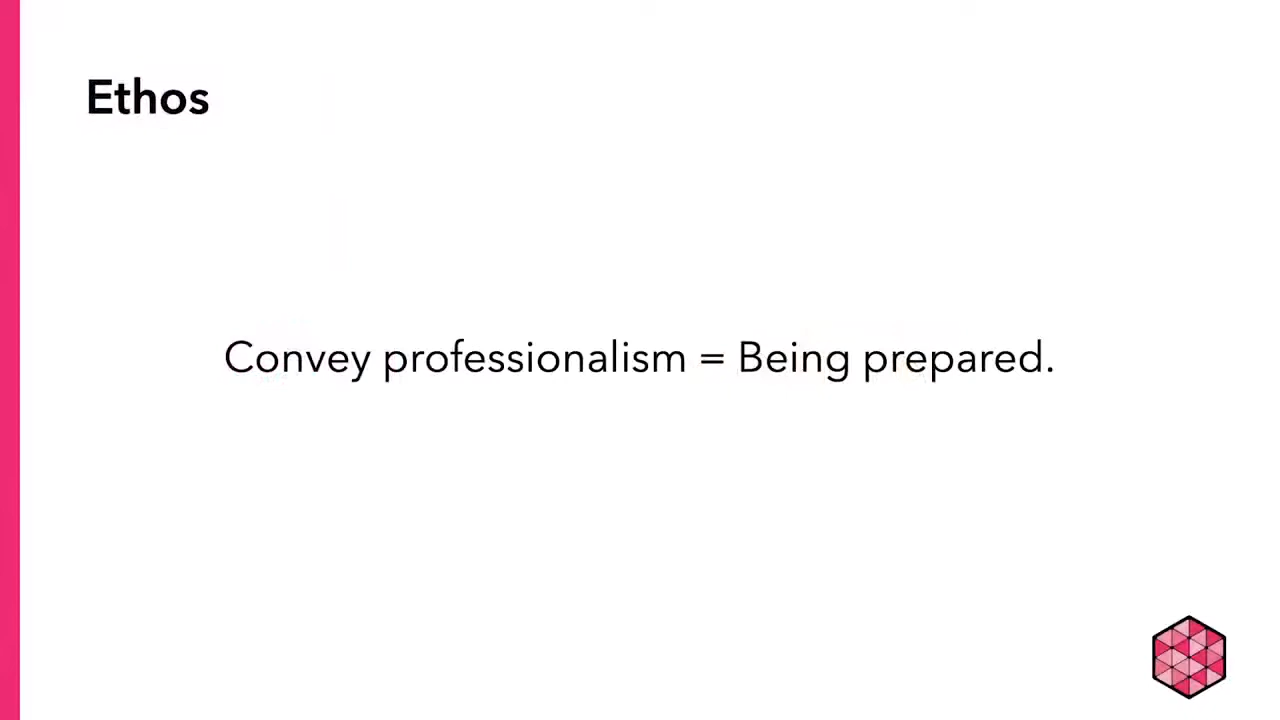 Ethos
Convey professionalism = Being prepared.